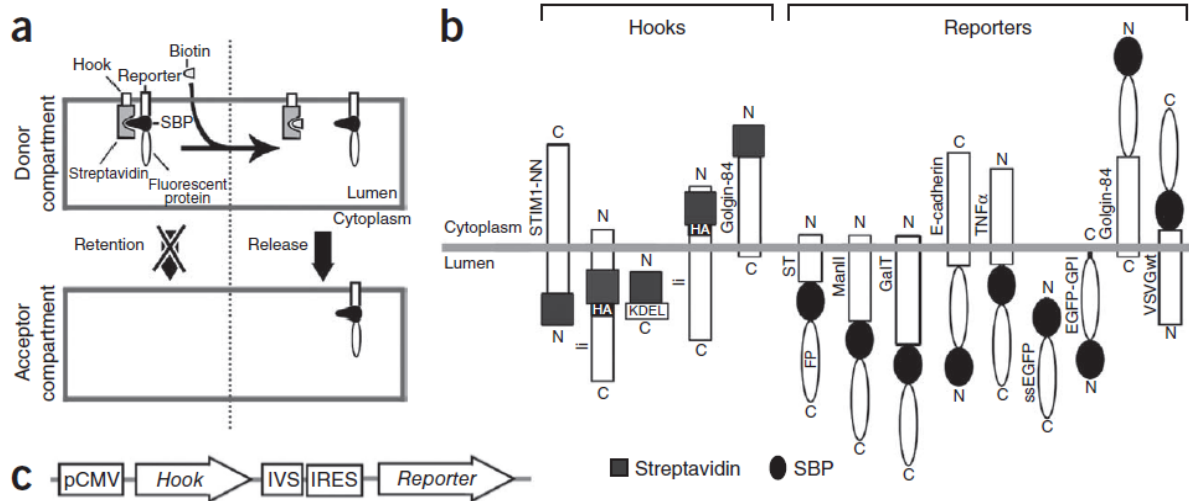 a
Biotin
Hook
Reporter
SBP
Streptavidin
Fluorescent
protein
Lumen
Cytoplasm
Donor
compartment
Retention
Release
Acceptor
compartment
b
Hooks
Reporters
Cytoplasm
Lumen
C
STIM1-NN
N
N
Ii
HA
C
N
KDEL
C
N
Ii
HA
C
N
Golgin-84
C
N
ST
FP
C
N
ManII
C
N
GalT
C
C
E-cadherin
N
N
TNFα
C
N
ssEGFP
C
C
EGFP-GPI
N
N
Golgin-84
C
C
VSVGwt
N
Streptavidin
SBP
c
pCMV
Hook
IVS
IRES
Reporter